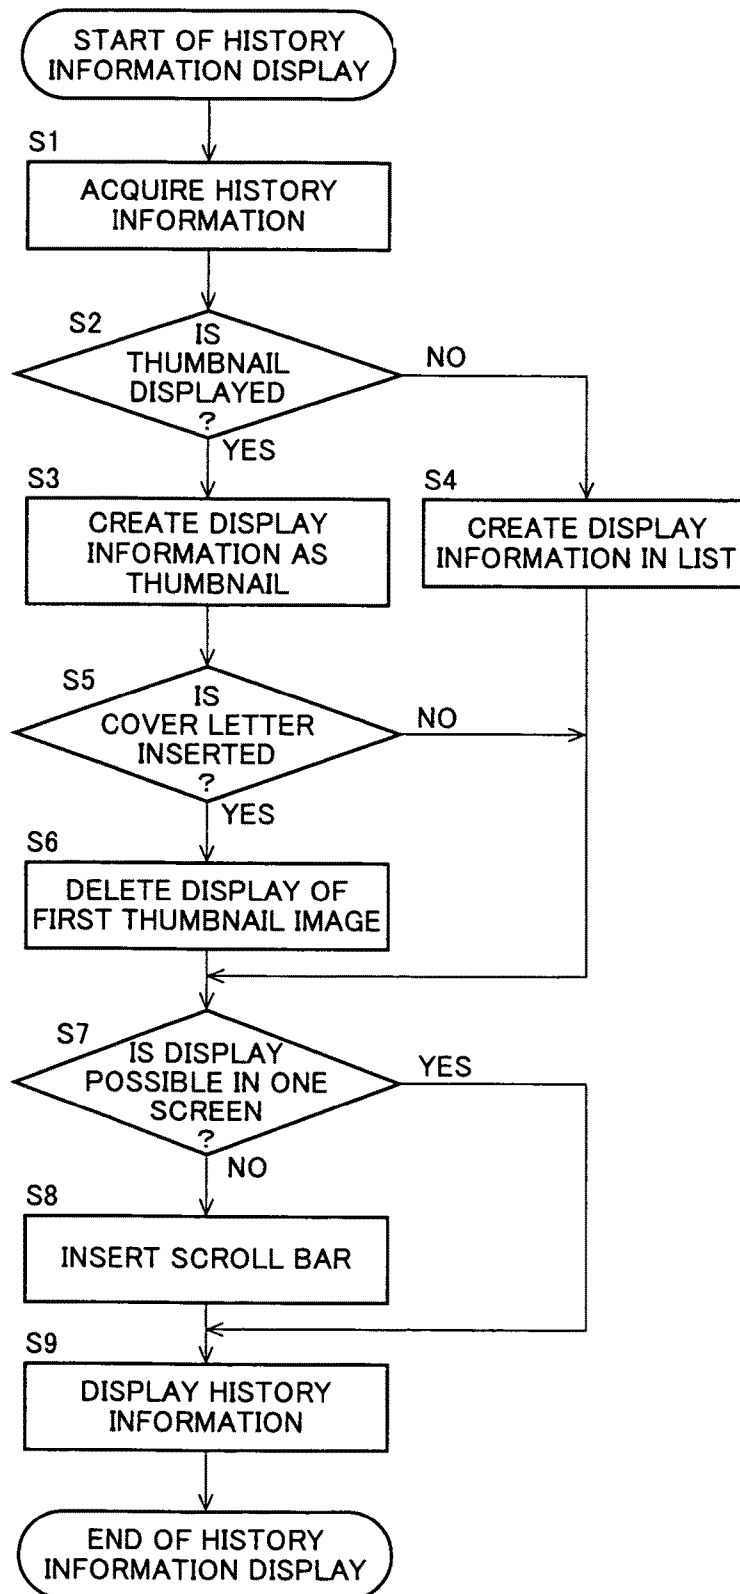 START OF HISTORY
INFORMATION DISPLAY
S1
ACQUIRE HISTORY
INFORMATION
S2
IS
THUMBNAIL
DISPLAYED
?
NO
YES
S3
CREATE DISPLAY
INFORMATION AS
THUMBNAIL
S4
CREATE DISPLAY
INFORMATION IN LIST
S5
IS
COVER LETTER
INSERTED
?
NO
YES
S6
DELETE DISPLAY OF
FIRST THUMBNAIL IMAGE
S7
IS DISPLAY
POSSIBLE IN ONE
SCREEN
?
YES
NO
S8
INSERT SCROLL BAR
S9
DISPLAY HISTORY
INFORMATION
END OF HISTORY
INFORMATION DISPLAY